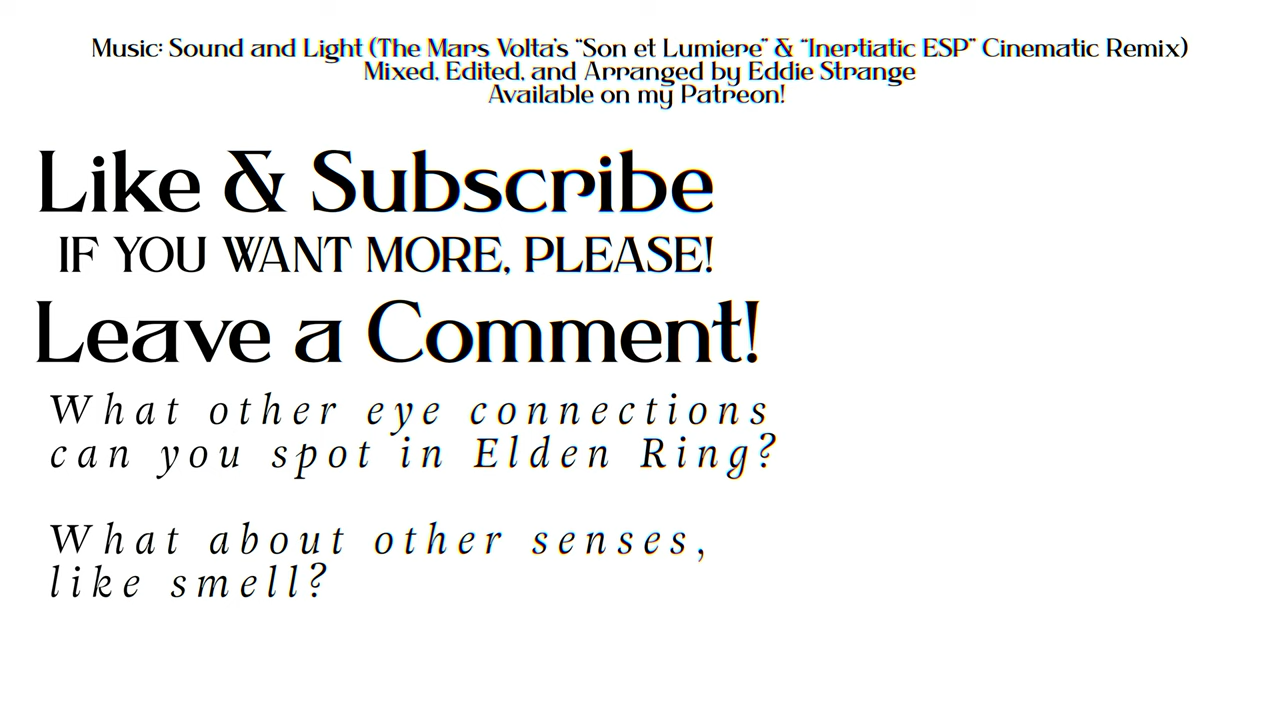 Music: Sound and Light (The Mars Volta's "Son et Lumiere" & "Inertiatic ESP" Cinematic Remix)
Mixed, Edited, and Arranged by Eddie Strange
Available on my Patreon!
Like & Subscribe
IF YOU WANT MORE, PLEASE!
Leave a Comment!
What other eye connections
can you spot in Elden Ring?
What about other senses,
like smell?